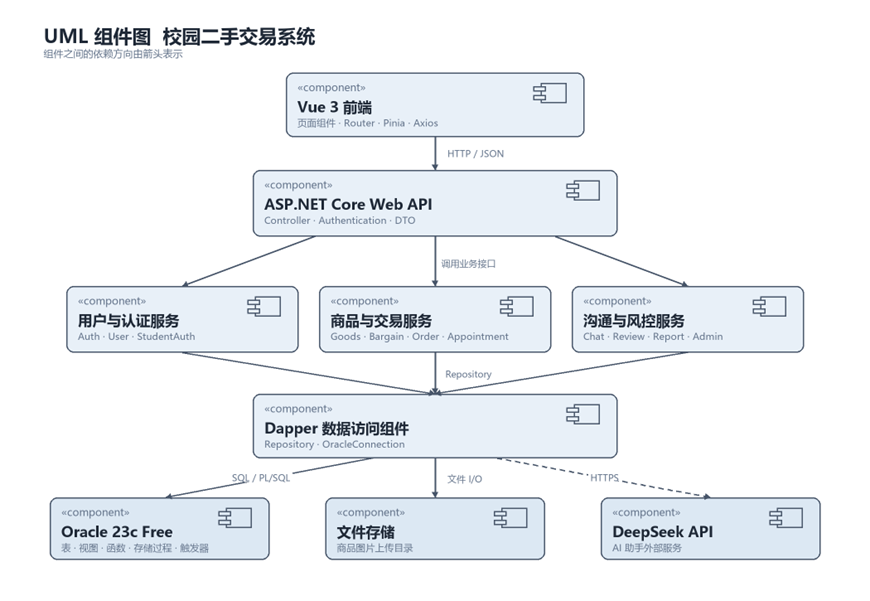 UML 组件图 校园二手交易系统
组件之间的依赖方向由箭头表示
«component»
Vue 3 前端
页面组件 · Router · Pinia · Axios
HTTP / JSON
«component»
ASP.NET Core Web API
Controller · Authentication · DTO
调用业务接口
«component»
用户与认证服务
Auth · User · StudentAuth
«component»
商品与交易服务
Goods · Bargain · Order · Appointment
«component»
沟通与风控服务
Chat · Review · Report · Admin
Repository
«component»
Dapper 数据访问组件
Repository · OracleConnection
SQL / PL/SQL
文件 I/O
HTTPS
«component»
Oracle 23c Free
表 · 视图 · 函数 · 存储过程 · 触发器
«component»
文件存储
商品图片上传目录
«component»
DeepSeek API
AI 助手外部服务